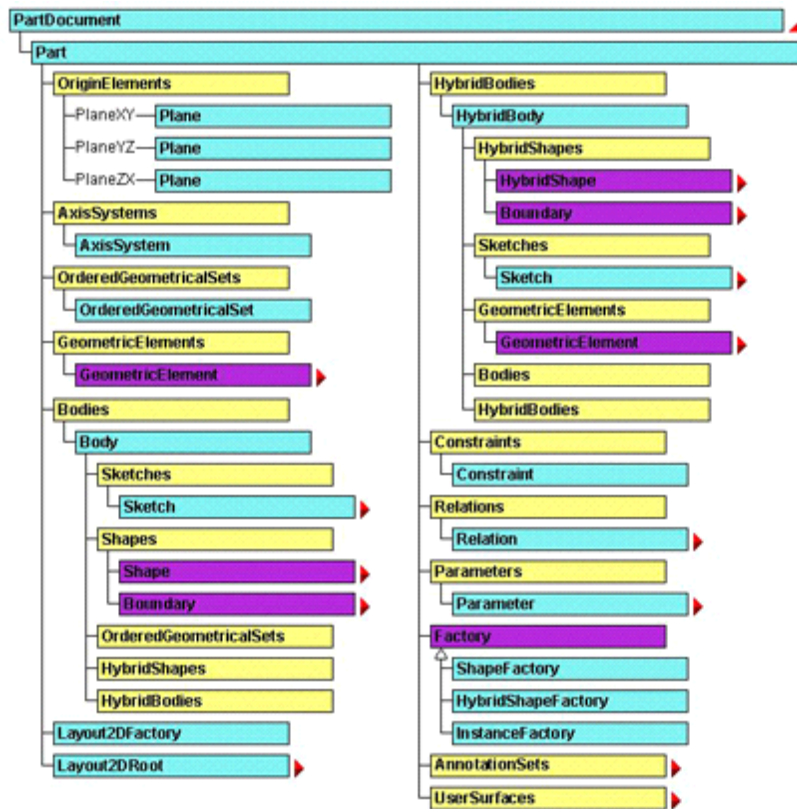 PartDocument
Part
OriginElements
PlaneXY Plane
PlaneYZ Plane
PlaneZX Plane
AxisSystems
AxisSystem
OrderedGeometricalSets
OrderedGeometricalSet
GeometricElements
GeometricElement
Bodies
Body
Sketches
Sketch
Shapes
Shape
Boundary
OrderedGeometricalSets
HybridShapes
HybridBodies
Layout2DFactory
Layout2DRoot
HybridBodies
HybridBody
HybridShapes
HybridShape
Boundary
Sketches
Sketch
GeometricElements
GeometricElement
Bodies
HybridBodies
Constraints
Constraint
Relations
Relation
Parameters
Parameter
Factory
ShapeFactory
HybridShapeFactory
InstanceFactory
AnnotationSets
UserSurfaces